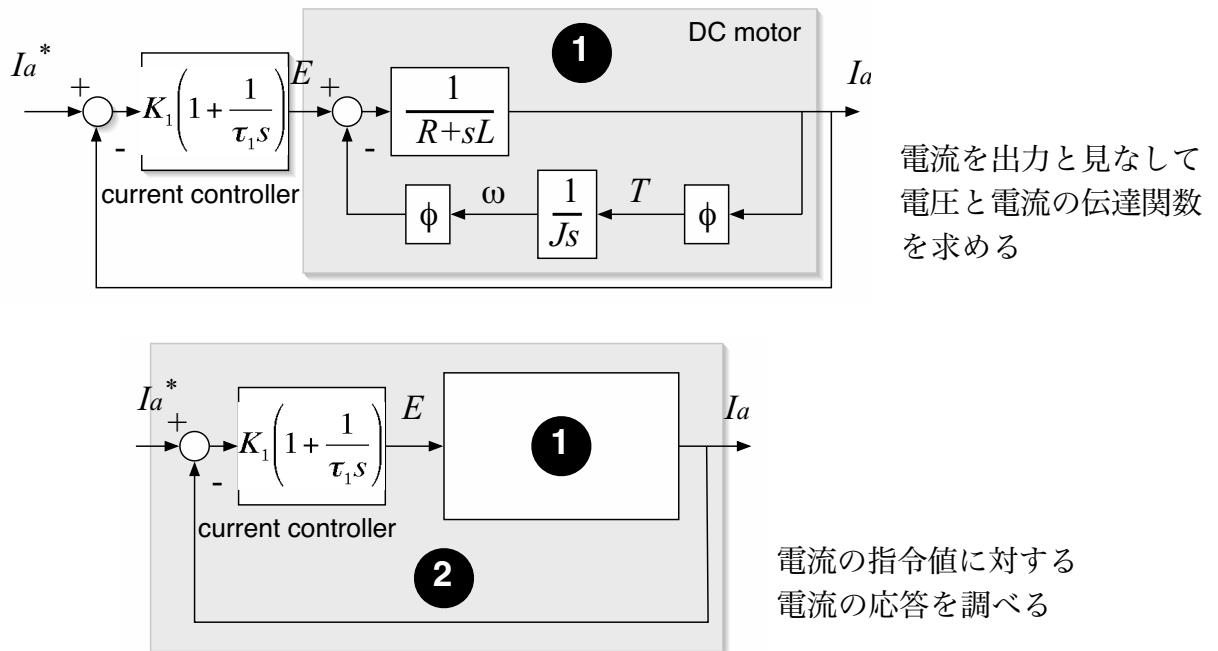 DC motor
1
Ia*
+
-
K₁(1 + 1/τ₁s)
current controller
E
+
-
1/R+sL
Ia
ϕ
ω
1/Js
T
ϕ
電流を出力と見なして
電圧と電流の伝達関数
を求める
Ia*
+
-
K₁(1 + 1/τ₁s)
current controller
E
1
Ia
2
電流の指令値に対する
電流の応答を調べる